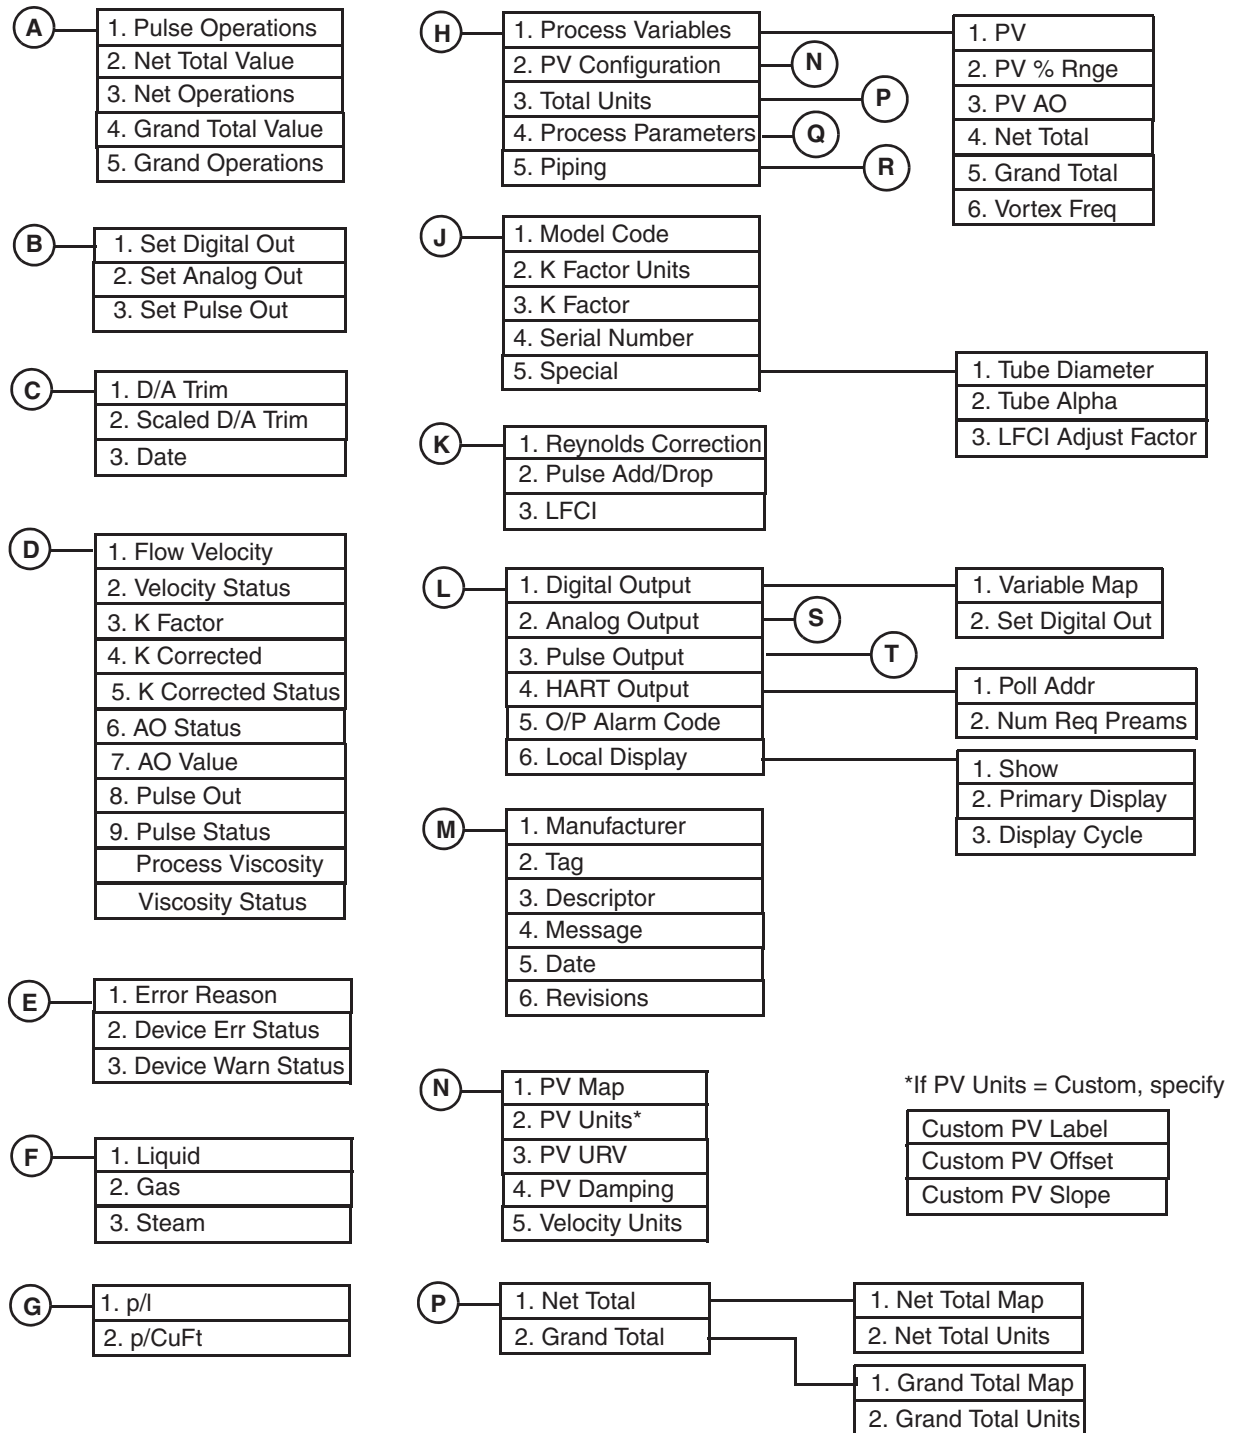 A
1. Pulse Operations
2. Net Total Value
3. Net Operations
4. Grand Total Value
5. Grand Operations
B
1. Set Digital Out
2. Set Analog Out
3. Set Pulse Out
C
1. D/A Trim
2. Scaled D/A Trim
3. Date
D
1. Flow Velocity
2. Velocity Status
3. K Factor
4. K Corrected
5. K Corrected Status
6. AO Status
7. AO Value
8. Pulse Out
9. Pulse Status
Process Viscosity
Viscosity Status
E
1. Error Reason
2. Device Err Status
3. Device Warn Status
F
1. Liquid
2. Gas
3. Steam
G
1. p/l
2. p/CuFt
H
1. Process Variables
2. PV Configuration
N
3. Total Units
P
4. Process Parameters
Q
5. Piping
R
1. PV
2. PV % Rnge
3. PV AO
4. Net Total
5. Grand Total
6. Vortex Freq
J
1. Model Code
2. K Factor Units
3. K Factor
4. Serial Number
5. Special
1. Tube Diameter
2. Tube Alpha
3. LFCI Adjust Factor
K
1. Reynolds Correction
2. Pulse Add/Drop
3. LFCI
L
1. Digital Output
2. Analog Output
S
3. Pulse Output
T
4. HART Output
5. O/P Alarm Code
6. Local Display
1. Variable Map
2. Set Digital Out
1. Poll Addr
2. Num Req Preams
1. Show
2. Primary Display
3. Display Cycle
M
1. Manufacturer
2. Tag
3. Descriptor
4. Message
5. Date
6. Revisions
N
1. PV Map
2. PV Units*
3. PV URV
4. PV Damping
5. Velocity Units
*If PV Units = Custom, specify
Custom PV Label
Custom PV Offset
Custom PV Slope
P
1. Net Total
2. Grand Total
1. Net Total Map
2. Net Total Units
1. Grand Total Map
2. Grand Total Units